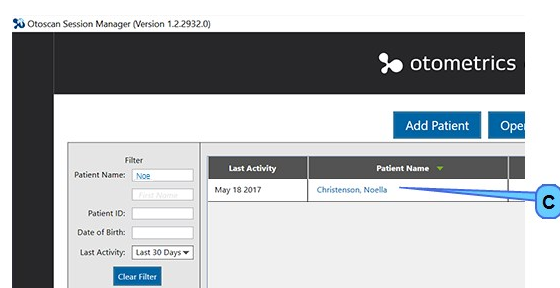 Otoscan Session Manager (Version 1.2.2932.0)
otometrics
Add Patient Ope
Filter
Patient Name: Noe
First Name
Patient ID:
Date of Birth:
Last Activity: Last 30 Days
Clear Filter
Last Activity Patient Name
May 18 2017 Christenson, Noella
C